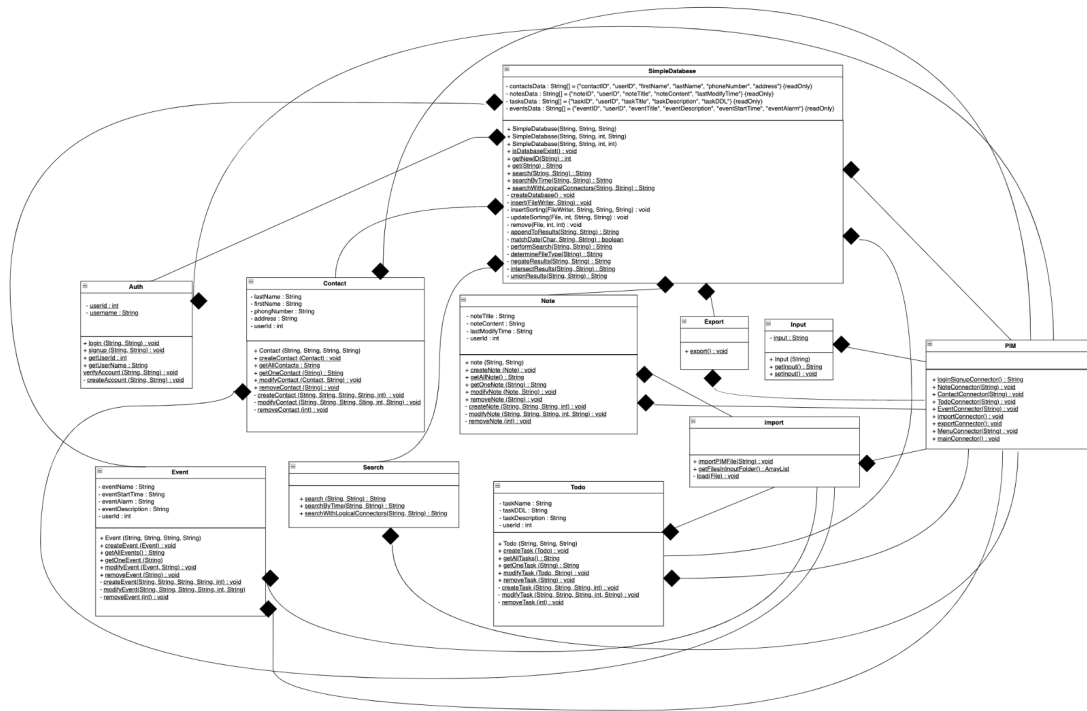 SimpleDatabase
- contactsData : String[] = {"contactID", "userID", "firstName", "lastName", "phoneNumber", "address"} {readOnly}
- notesData : String[] = {"noteID", "userID", "noteTitle", "noteContent", "lastModifyTime"} {readOnly}
- tasksData : String[] = {"taskID", "userID", "taskTitle", "taskDescription", "taskDDL"} {readOnly}
- eventsData : String[] = {"eventID", "userID", "eventTitle", "eventDescription", "eventStartTime", "eventAlarm"} {readOnly}
+ SimpleDatabase(String, String, String)
+ SimpleDatabase(String, String, int, String)
+ SimpleDatabase(String, String, int, int)
+ isDatabaseExist() : void
+ getNewID(String) : int
+ get(String) : String
+ search(String, String) : String
+ searchByTime(String, String) : String
+ searchWithLogicalConnectors(String, String) : String
- createDatabase() : void
- insert(FileWriter, String) : void
- insertSorting(FileWriter, String, String, String) : void
- updateSorting(File, int, String, String) : void
- remove(File, int, int) : void
- appendToResults(String, String) : String
- matchDate(Char, String, String) : boolean
- performSearch(String, String) : String
- determineFileType(String) : String
- negateResults(String, String) : String
- intersectResults(String, String) : String
- unionResults(String, String) : String
Auth
- userId : int
- username : String
+ login (String, String) : void
+ signup (String, String) : void
+ getUserId : int
+ getUserName : String
verifyAccount (String, String) : void
- createAccount (String, String) : void
Contact
- lastName : String
- firstName : String
- phongNumber : String
- address : String
- userId : int
+ Contact (String, String, String, String)
+ createContact (Contact) : void
+ getAllContacts : String
+ getOneContact (String) : String
+ modifyContact (Contact, String) : void
+ removeContact (String) : void
- createContact (String, String, String, String, int) : void
- modifyContact (String, String, String, String, int, String) : void
- removeContact (int) : void
Note
- noteTitle : String
- noteContent : String
- lastModifyTime : String
- userId : int
+ note (String, String)
+ createNote (Note) : void
+ getAllNote() : String
+ getOneNote (String) : String
+ modifyNote (Note, String) : void
+ removeNote (String) : void
- createNote (String, String, String, int) : void
- modifyNote (String, String, String, int, String) : void
- removeNote (int) : void
Export
+ export() : void
Input
- input : String
+ Input (String)
+ getInput() : String
+ setInput() : void
PIM
+ loginSignupConnector() : String
+ NoteConnector(String) : void
+ ContactConnector(String) : void
+ TodoConnector(String) : void
+ EventConnector(String) : void
+ importConnector() : void
+ exportConnector() : void
+ MenuConnector(String) : void
+ mainConnector() : void
import
+ importPIMFile(String) : void
+ getFilesInInoutFolder() : ArrayList
- load(File) : void
Event
- eventName : String
- eventStartTime : String
- eventAlarm : String
- eventDescription : String
- userId : int
+ Event (String, String, String, String)
+ createEvent (Event) : void
+ getAllEvents() : String
+ getOneEvent (String)
+ modifyEvent (Event, String) : void
+ removeEvent (String) : void
- createEvent(String, String, String, String, int) : void
- modifyEvent(String, String, String, String, int, String)
- removeEvent (int) : void
Search
+ search (String, String) : String
+ searchByTime(String, String) : String
+ searchWithLogicalConnectors(String, String) : String
Todo
- taskName : String
- taskDDL : String
- taskDescription : String
- userId : int
+ Todo (String, String, String)
+ createTask (Todo) : void
+ getAllTasks() : String
+ getOneTask (String) : String
+ modifyTask (Todo, String) : void
+ removeTask (String) : void
- createTask (String, String, String, int) : void
- modifyTask (String, String, String, int, String) : void
- removeTask (int) : void